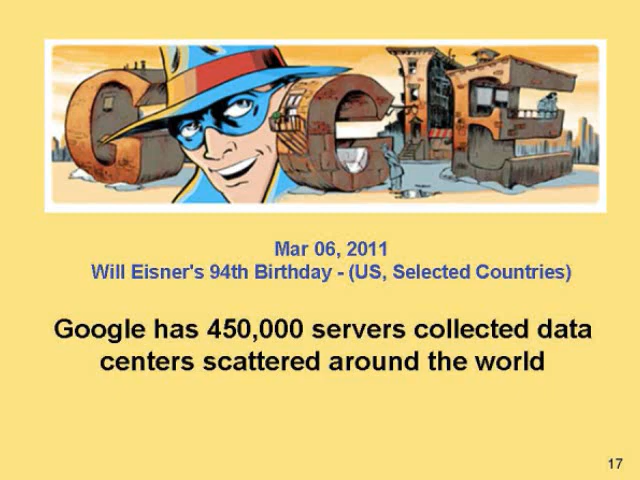 Google
Mar 06, 2011
Will Eisner's 94th Birthday - (US, Selected Countries)
Google has 450,000 servers collected data
centers scattered around the world
17